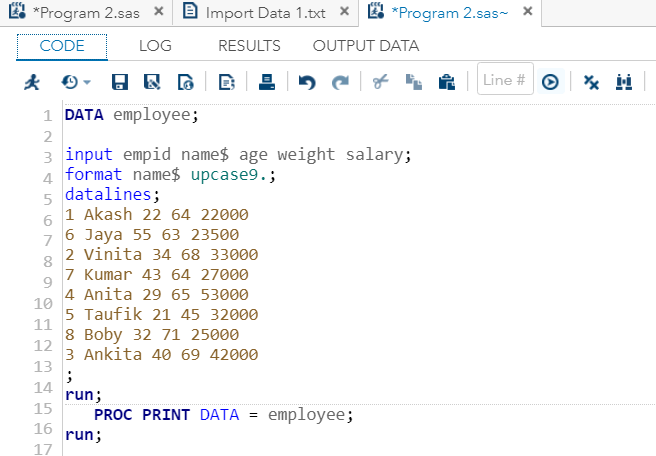 *Program 2.sas × Import Data 1.txt × *Program 2.sas~ ×
CODE LOG RESULTS OUTPUT DATA
Line #
1 DATA employee;
2
3 input empid name$ age weight salary;
4 format name$ upcase9.;
5 datalines;
6 1 Akash 22 64 22000
7 6 Jaya 55 63 23500
8 2 Vinita 34 68 33000
9 7 Kumar 43 64 27000
10 4 Anita 29 65 53000
11 5 Taufik 21 45 32000
12 8 Boby 32 71 25000
13 3 Ankita 40 69 42000
14 ;
15 run;
16 PROC PRINT DATA = employee;
17 run;